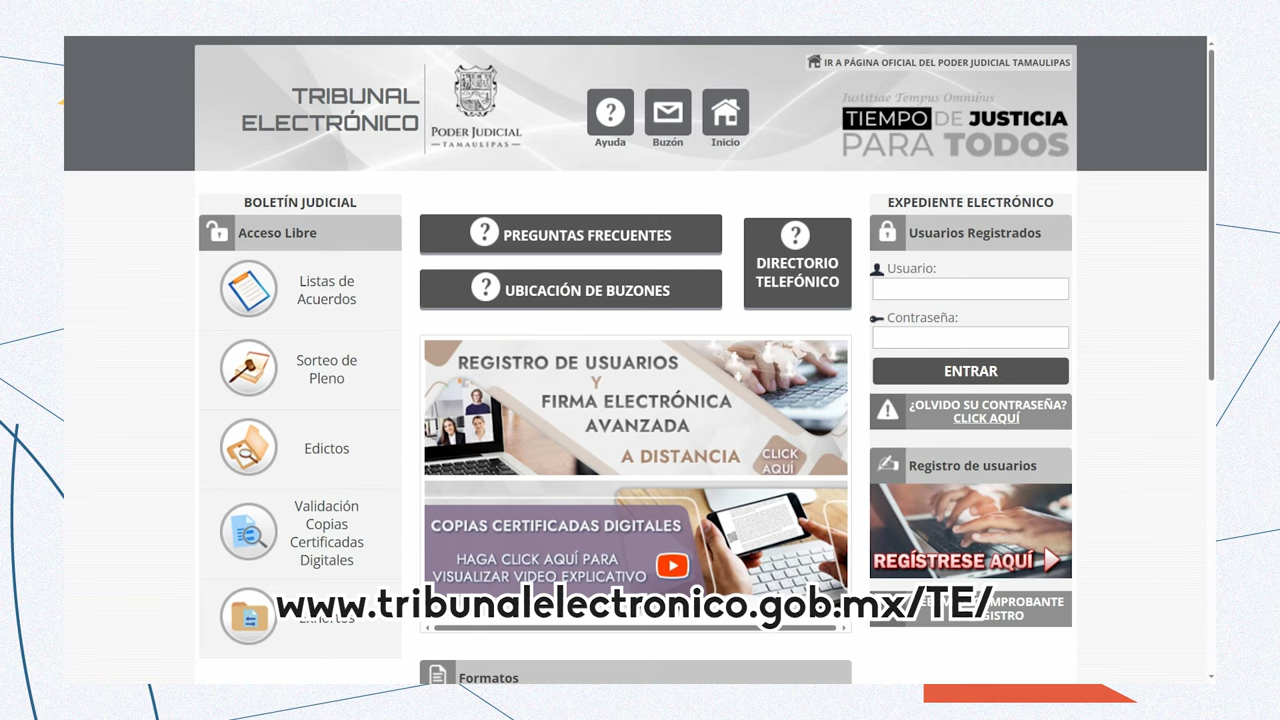 IR A PÁGINA OFICIAL DEL PODER JUDICIAL TAMAULIPAS
TRIBUNAL
ELECTRÓNICO
PODER JUDICIAL
TAMAULIPAS
Ayuda
Buzón
Inicio
Justitiae Tempus Omnibus
TIEMPO DE JUSTICIA
PARA TODOS
BOLETÍN JUDICIAL
Acceso Libre
Listas de
Acuerdos
Sorteo de
Pleno
Edictos
Validación
Copias
Certificadas
Digitales
PREGUNTAS FRECUENTES
UBICACIÓN DE BUZONES
DIRECTORIO
TELEFÓNICO
REGISTRO DE USUARIOS
Y
FIRMA ELECTRÓNICA
AVANZADA
A DISTANCIA
CLICK
AQUÍ
COPIAS CERTIFICADAS DIGITALES
HAGA CLICK AQUÍ PARA
VISUALIZAR VIDEO EXPLICATIVO
Formatos
EXPEDIENTE ELECTRÓNICO
Usuarios Registrados
Usuario:
Contraseña:
ENTRAR
¿OLVIDO SU CONTRASEÑA?
CLICK AQUÍ
Registro de usuarios
REGÍSTRESE AQUÍ
www.tribunalelectronico.gob.mx/TE/